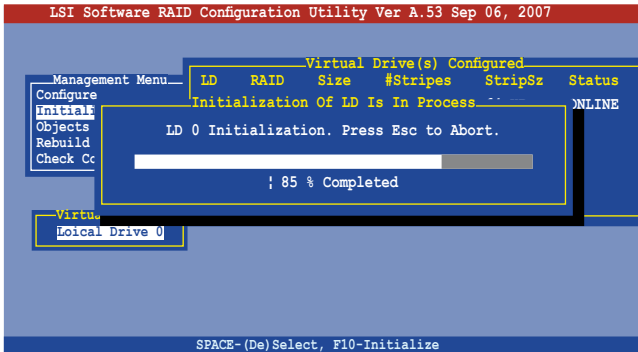 LSI Software RAID Configuration Utility Ver A.53 Sep 06, 2007
Virtual Drive(s) Configured
Management Menu
LD RAID Size #Stripes StripSz Status
Configure
Initialization Of LD Is In Process
ONLINE
Initiali
Objects
LD 0 Initialization. Press Esc to Abort.
Rebuild
Check Co
¦ 85 % Completed
Virtu
Loical Drive 0
SPACE-(De)Select, F10-Initialize